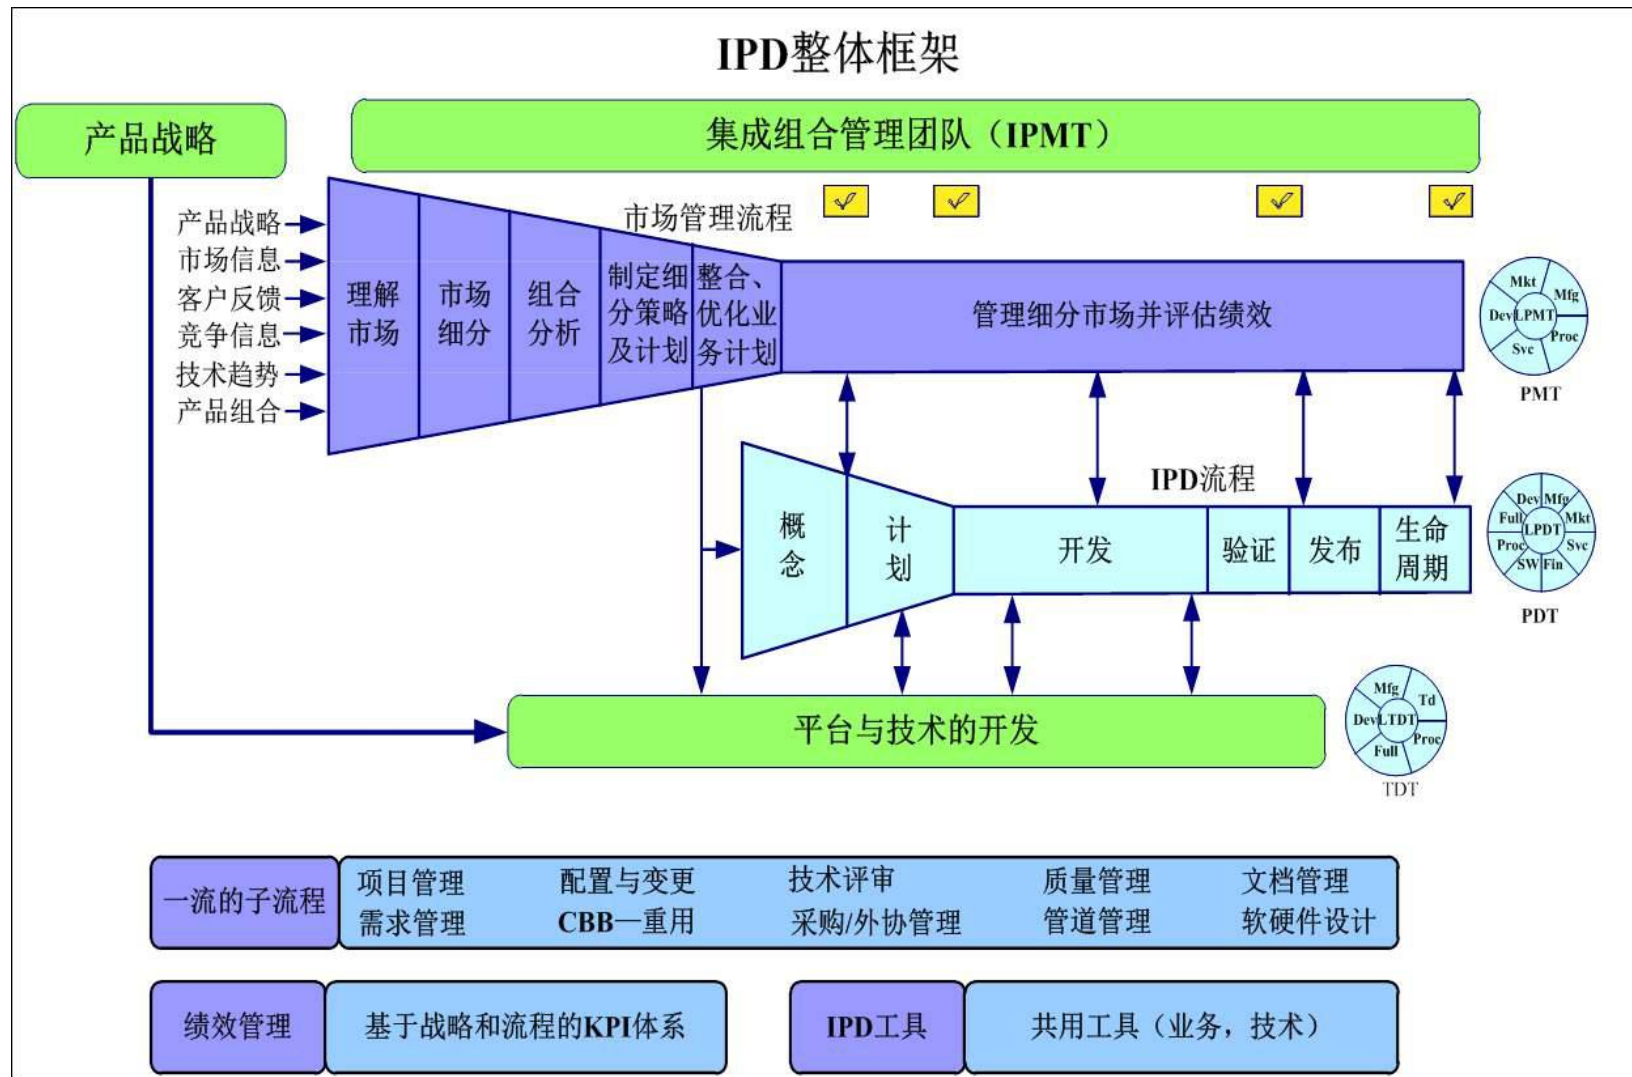 IPD整体框架
产品战略
集成组合管理团队（IPMT）
市场管理流程
产品战略
市场信息
客户反馈
竞争信息
技术趋势
产品组合
理解
市场
市场
细分
组合
分析
制定细
分策略
及计划
整合、
优化业
务计划
管理细分市场并评估绩效
Mkt
Mfg
Dev
LPMT
Proc
Svc
PMT
IPD流程
概
念
计
划
开发
验证
发布
生命
周期
Dev
Mfg
Full
Mkt
LPDT
Proc
Svc
SW
Fin
PDT
平台与技术的开发
Mfg
Td
Dev
LTDT
Proc
Full
TDT
一流的子流程
项目管理
配置与变更
技术评审
质量管理
文档管理
需求管理
CBB—重用
采购/外协管理
管道管理
软硬件设计
绩效管理
基于战略和流程的KPI体系
IPD工具
共用工具（业务，技术）